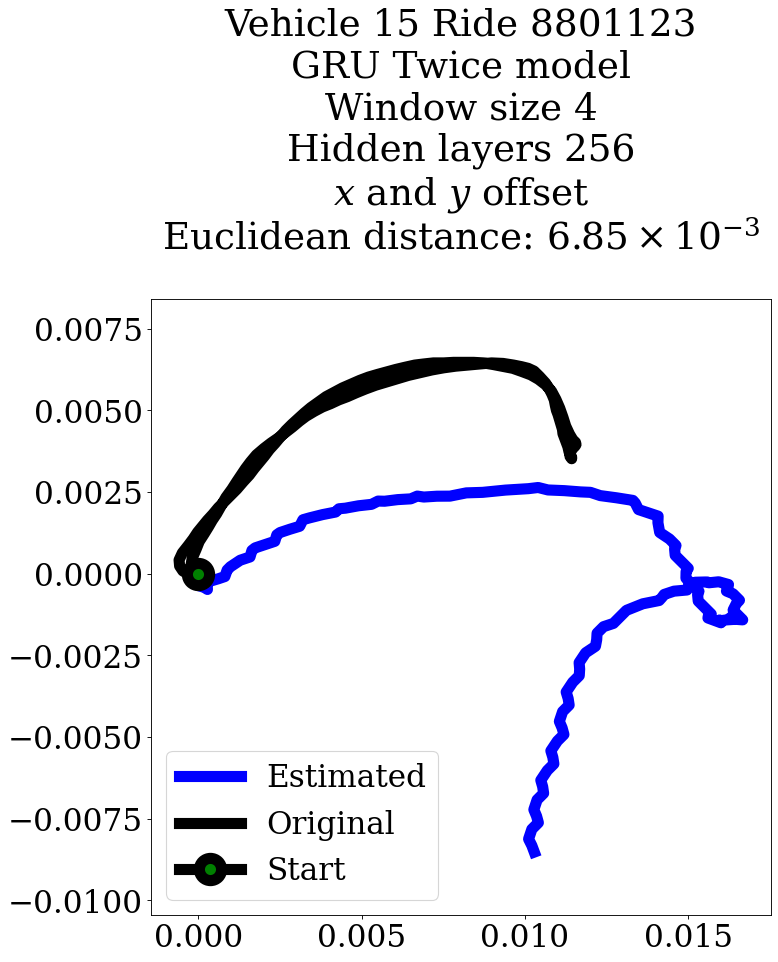 Vehicle 15 Ride 8801123
GRU Twice model
Window size 4
Hidden layers 256
x and y offset
Euclidean distance: 6.85 × 10⁻³
0.0075
0.0050
0.0025
0.0000
−0.0025
−0.0050
−0.0075
−0.0100
Estimated
Original
Start
0.000 0.005 0.010 0.015